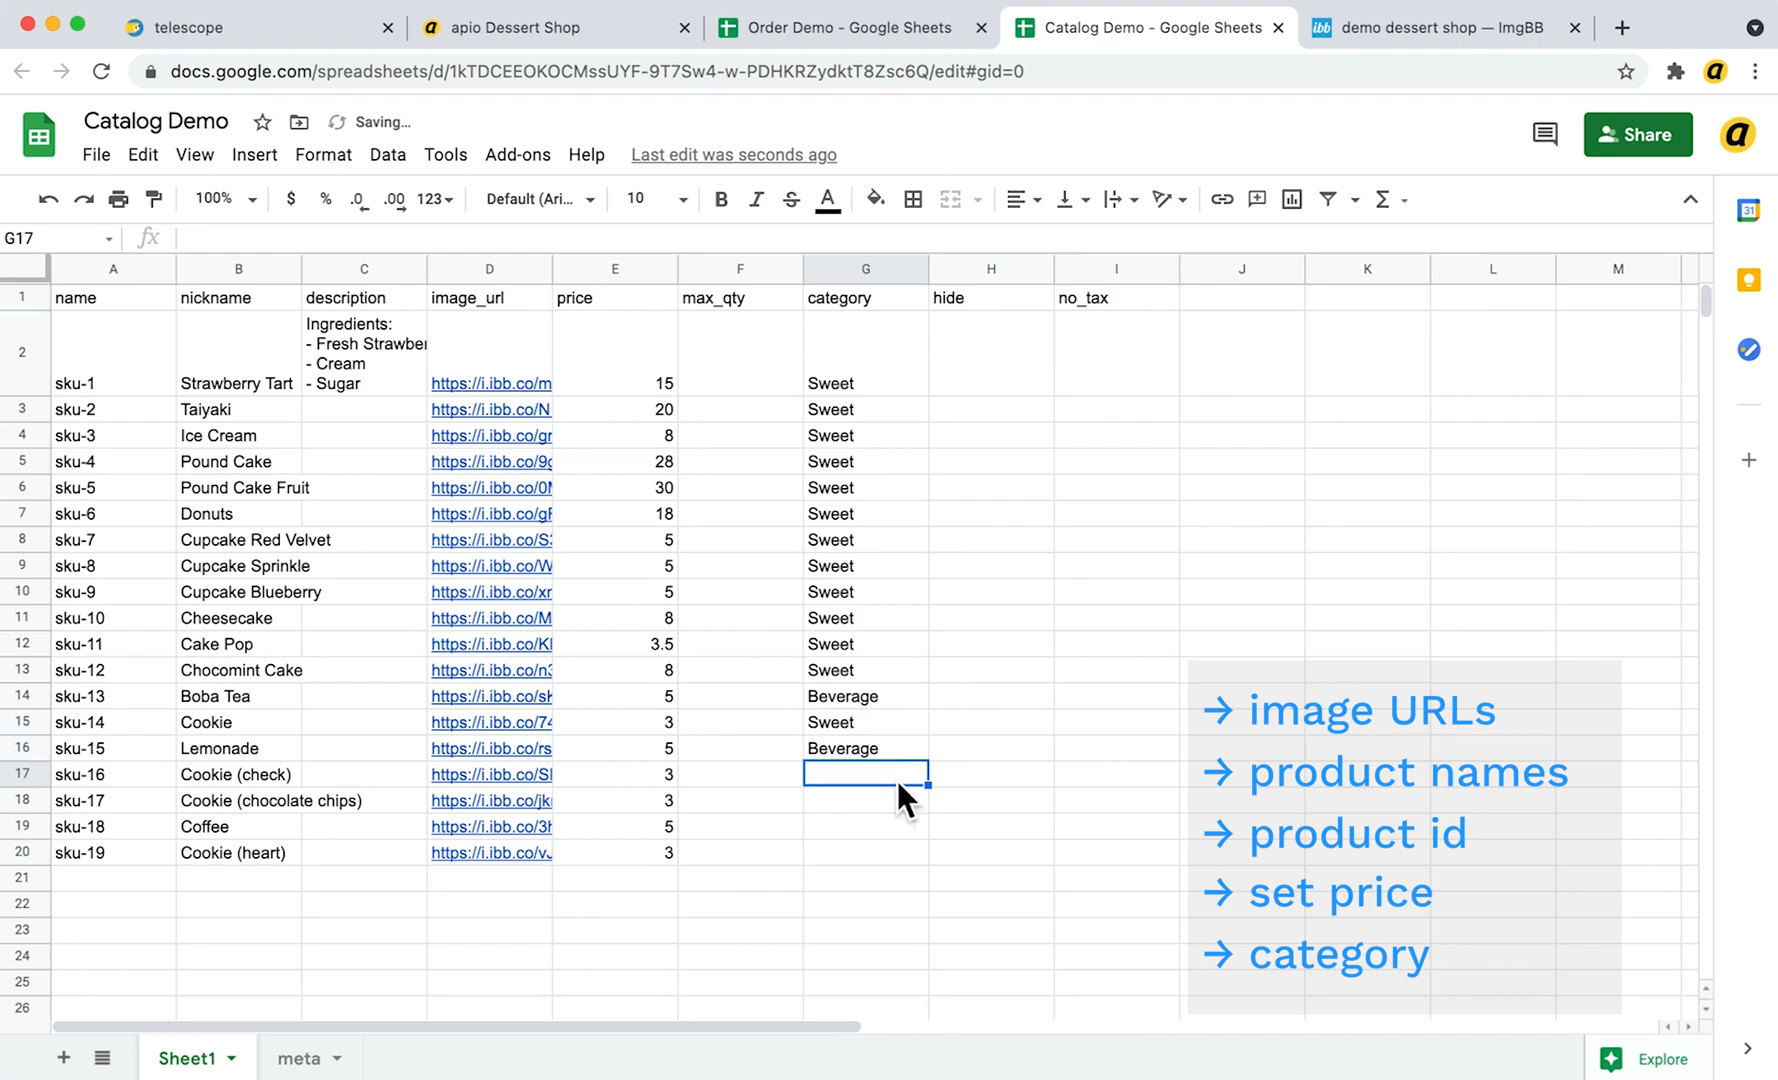 telescope
apio Dessert Shop
Order Demo - Google Sheets
Catalog Demo - Google Sheets
ibb demo dessert shop — ImgBB
docs.google.com/spreadsheets/d/1kTDCEEOKOCMssUYF-9T7Sw4-w-PDHKRZydktT8Zsc6Q/edit#gid=0
a
Catalog Demo
Saving...
Share
a
File Edit View Insert Format Data Tools Add-ons Help Last edit was seconds ago
100% $ % .0 .00 123 Default (Ari... 10 B I S A Σ
31
G17 fx
A B C D E F G H I J K L M
1 name nickname description image_url price max_qty category hide no_tax
Ingredients:
- Fresh Strawber
- Cream
2 sku-1 Strawberry Tart - Sugar https://i.ibb.co/m 15 Sweet
3 sku-2 Taiyaki https://i.ibb.co/N 20 Sweet
4 sku-3 Ice Cream https://i.ibb.co/gr 8 Sweet
5 sku-4 Pound Cake https://i.ibb.co/9g 28 Sweet
6 sku-5 Pound Cake Fruit https://i.ibb.co/0M 30 Sweet
7 sku-6 Donuts https://i.ibb.co/gF 18 Sweet
8 sku-7 Cupcake Red Velvet https://i.ibb.co/S3 5 Sweet
9 sku-8 Cupcake Sprinkle https://i.ibb.co/W 5 Sweet
10 sku-9 Cupcake Blueberry https://i.ibb.co/xr 5 Sweet
11 sku-10 Cheesecake https://i.ibb.co/M 8 Sweet
12 sku-11 Cake Pop https://i.ibb.co/Kl 3.5 Sweet
13 sku-12 Chocomint Cake https://i.ibb.co/n3 8 Sweet
14 sku-13 Boba Tea https://i.ibb.co/sk 5 Beverage
15 sku-14 Cookie https://i.ibb.co/74 3 Sweet
16 sku-15 Lemonade https://i.ibb.co/rs 5 Beverage
17 sku-16 Cookie (check) https://i.ibb.co/Sl 3
18 sku-17 Cookie (chocolate chips) https://i.ibb.co/jk 3
19 sku-18 Coffee https://i.ibb.co/3h 5
20 sku-19 Cookie (heart) https://i.ibb.co/vJ 3
21
22
23
24
25
26
→ image URLs
→ product names
→ product id
→ set price
→ category
Sheet1
meta
Explore